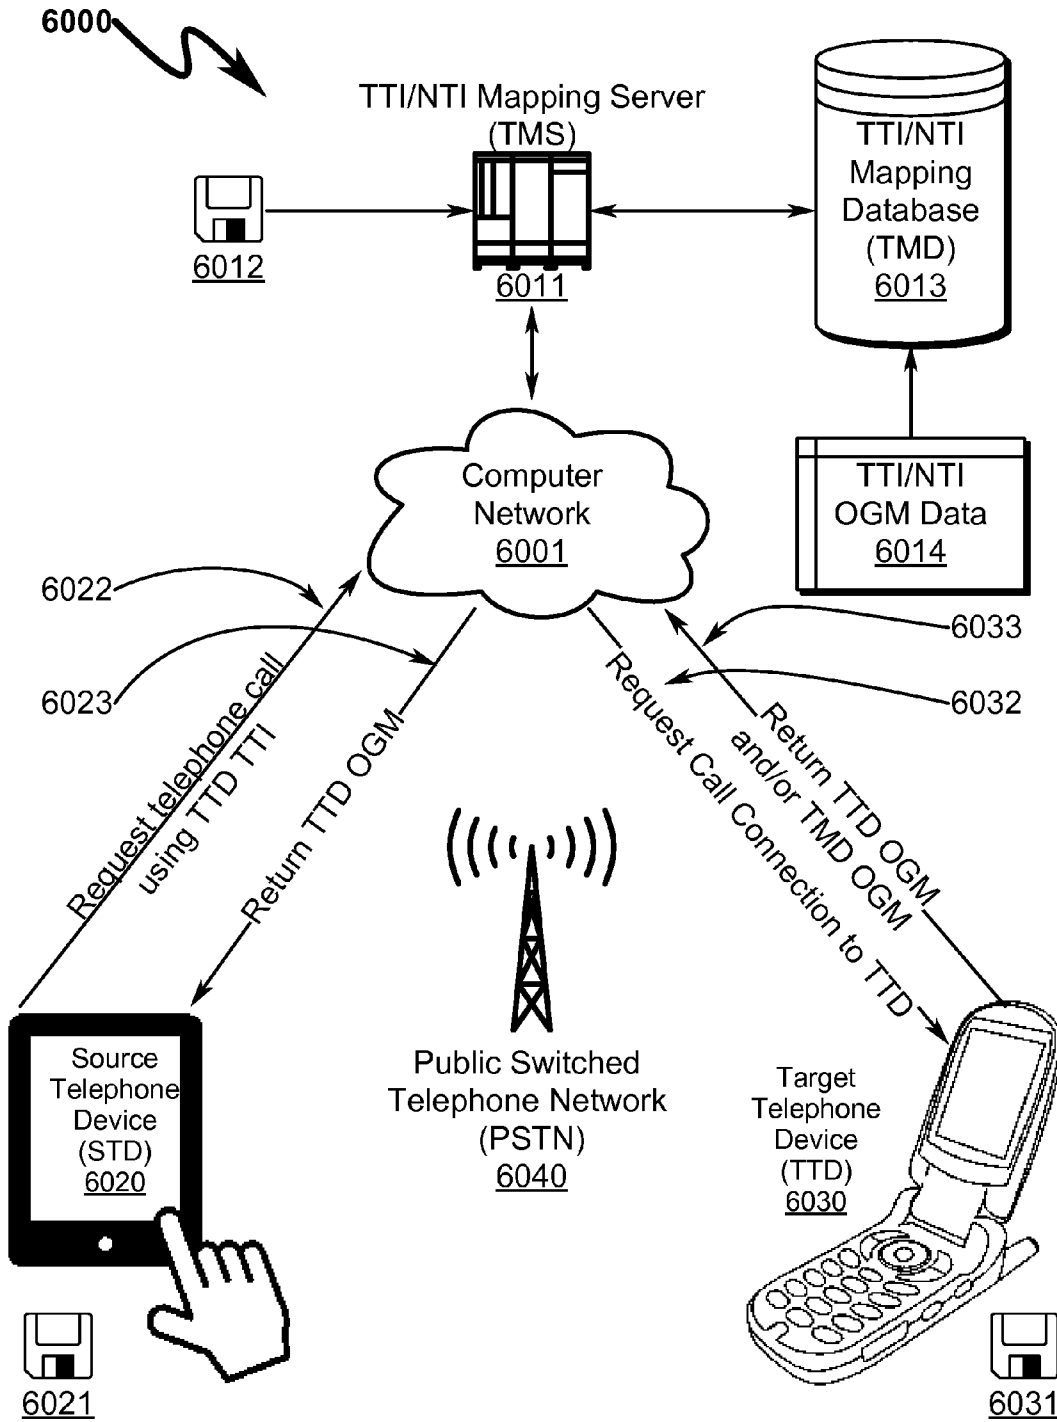 6000
TTI/NTI Mapping Server
(TMS)
6011
6012
TTI/NTI
Mapping
Database
(TMD)
6013
TTI/NTI
OGM Data
6014
Computer
Network
6001
6022
6023
6033
6032
Request telephone call
using TTD TTI
Return TTD OGM
Request Call Connection to TTD
Return TTD OGM
and/or TMD OGM
Source
Telephone
Device
(STD)
6020
Public Switched
Telephone Network
(PSTN)
6040
Target
Telephone
Device
(TTD)
6030
6021
6031